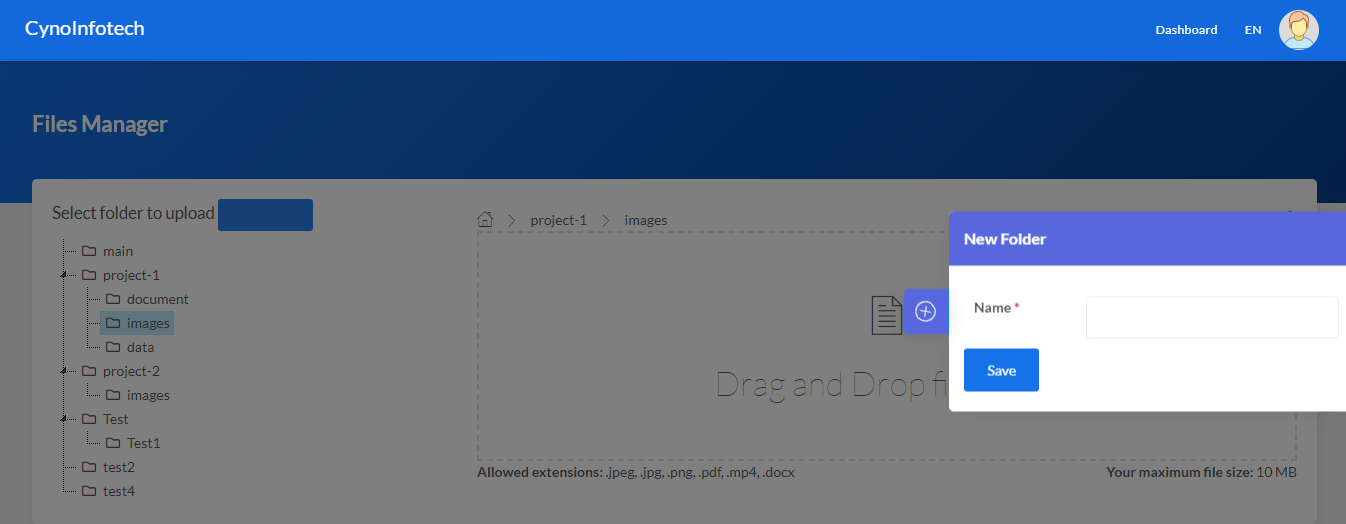 CynoInfotech
Dashboard EN
Files Manager
Select folder to upload
main
project-1
document
images
data
project-2
images
Test
Test1
test2
test4
project-1 images
Drag and Drop fi
Allowed extensions: .jpeg, .jpg, .png, .pdf, .mp4, .docx
Your maximum file size: 10 MB
New Folder
Name *
Save